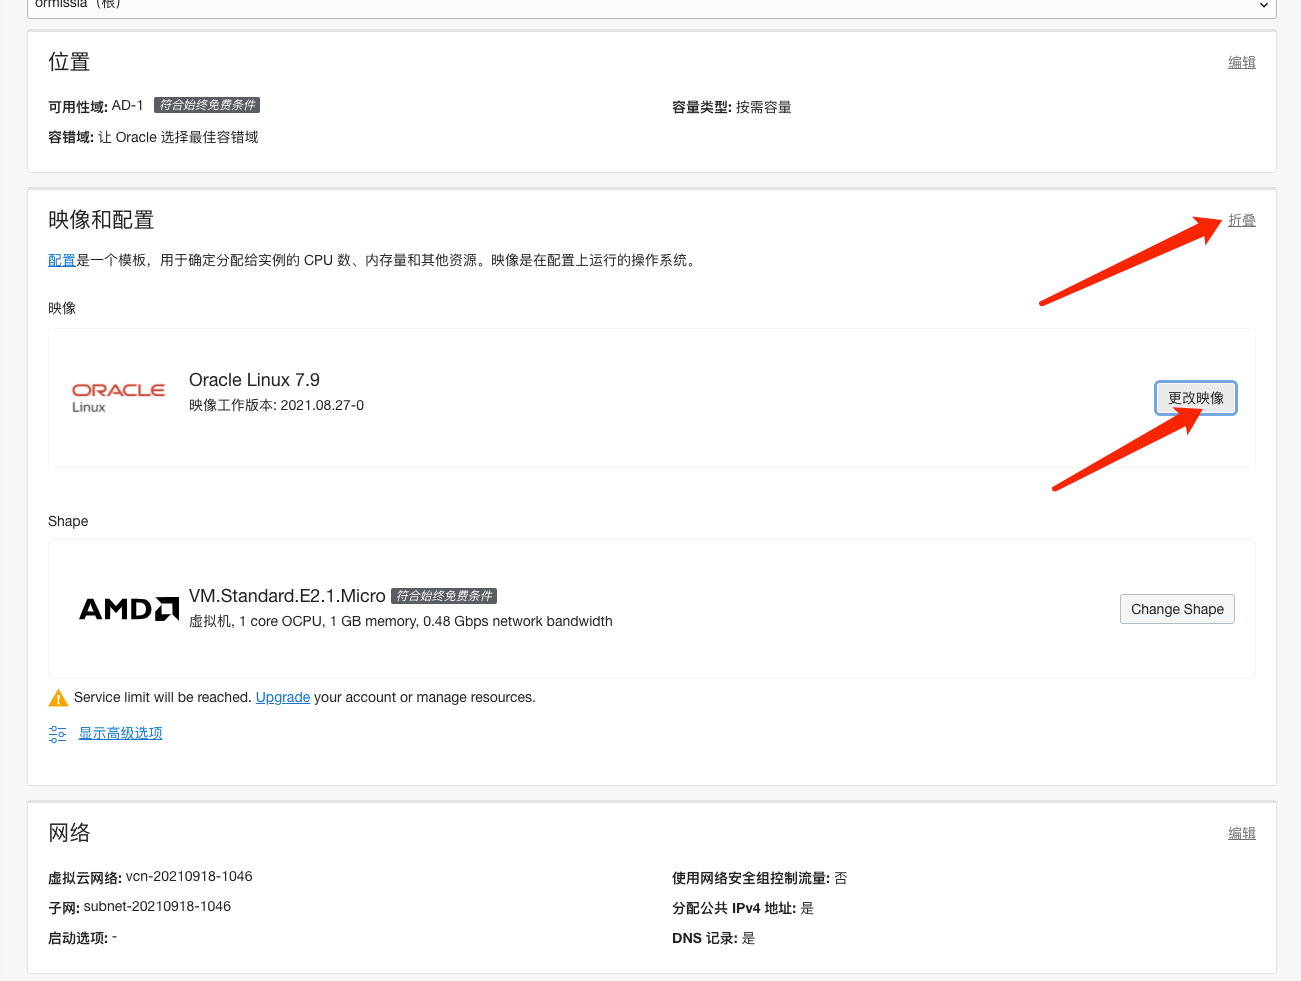 ormissia（根）
位置
编辑
可用性域: AD-1 符合始终免费条件
容量类型: 按需容量
容错域: 让 Oracle 选择最佳容错域
映像和配置
折叠
配置是一个模板，用于确定分配给实例的 CPU 数、内存量和其他资源。映像是在配置上运行的操作系统。
映像
ORACLE
Linux
Oracle Linux 7.9
映像工作版本: 2021.08.27-0
更改映像
Shape
AMD
VM.Standard.E2.1.Micro 符合始终免费条件
虚拟机, 1 core OCPU, 1 GB memory, 0.48 Gbps network bandwidth
Change Shape
Service limit will be reached. Upgrade your account or manage resources.
显示高级选项
网络
编辑
虚拟云网络: vcn-20210918-1046
使用网络安全组控制流量: 否
子网: subnet-20210918-1046
分配公共 IPv4 地址: 是
启动选项: -
DNS 记录: 是